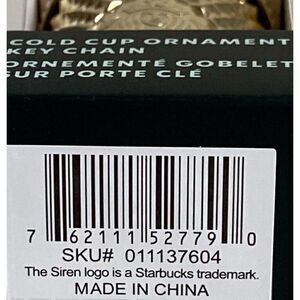 COLD CUP ORNAMENT
KEY CHAIN
ORNEMENTÉ GOBELET
SUR PORTE CLÉ
7 62111 52779 0
SKU# 011137604
The Siren logo is a Starbucks trademark.
MADE IN CHINA